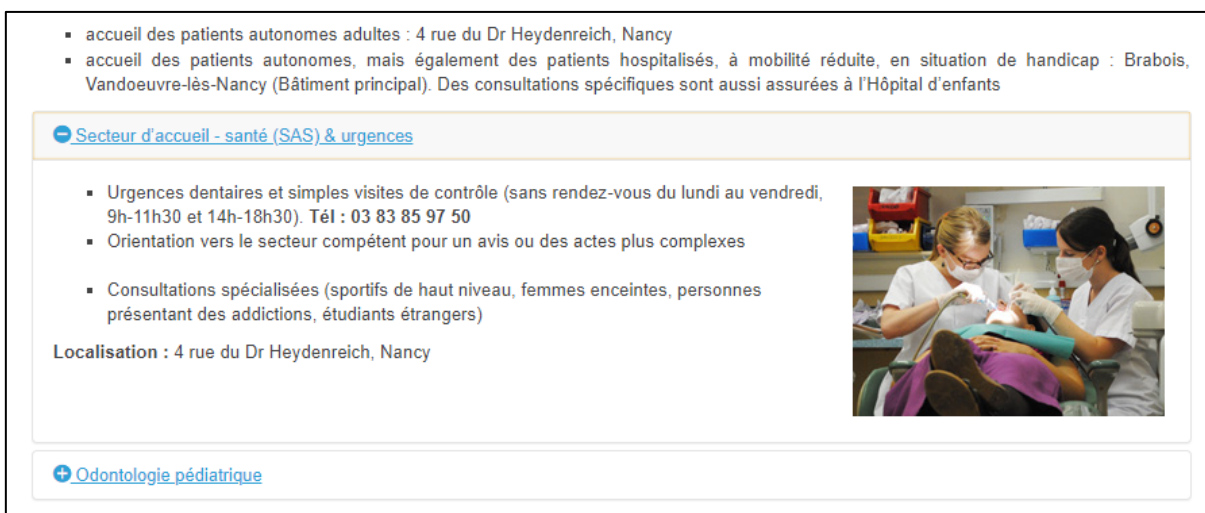 ▪ accueil des patients autonomes adultes : 4 rue du Dr Heydenreich, Nancy
▪ accueil des patients autonomes, mais également des patients hospitalisés, à mobilité réduite, en situation de handicap : Brabois,
Vandoeuvre-lès-Nancy (Bâtiment principal). Des consultations spécifiques sont aussi assurées à l'Hôpital d'enfants
Secteur d'accueil - santé (SAS) & urgences
▪ Urgences dentaires et simples visites de contrôle (sans rendez-vous du lundi au vendredi,
9h-11h30 et 14h-18h30). Tél : 03 83 85 97 50
▪ Orientation vers le secteur compétent pour un avis ou des actes plus complexes
▪ Consultations spécialisées (sportifs de haut niveau, femmes enceintes, personnes
présentant des addictions, étudiants étrangers)
Localisation : 4 rue du Dr Heydenreich, Nancy
Odontologie pédiatrique